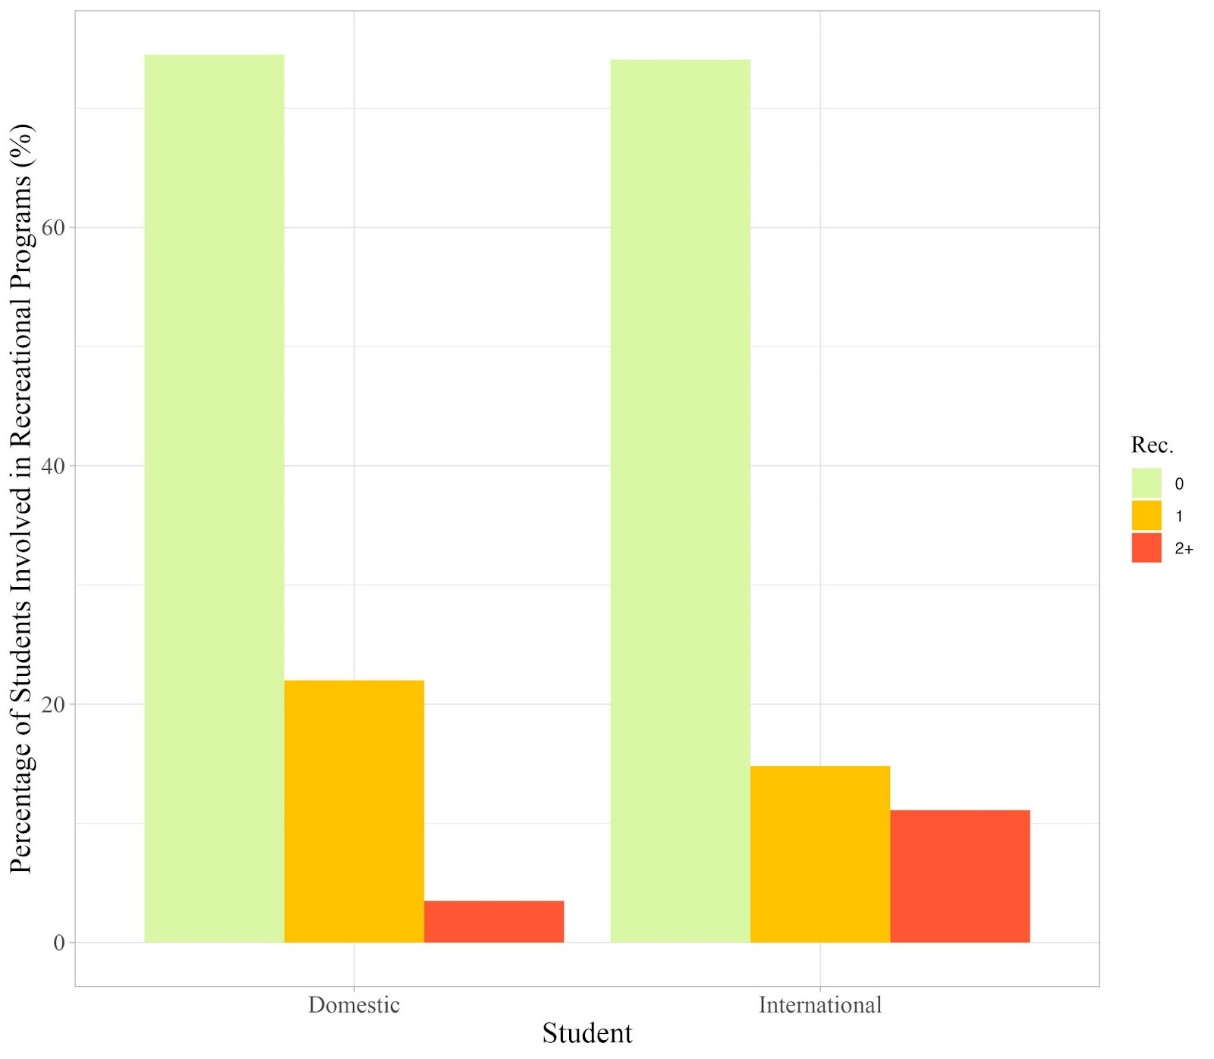 Percentage of Students Involved in Recreational Programs (%)
60
40
20
0
Domestic
International
Student
Rec.
0
1
2+